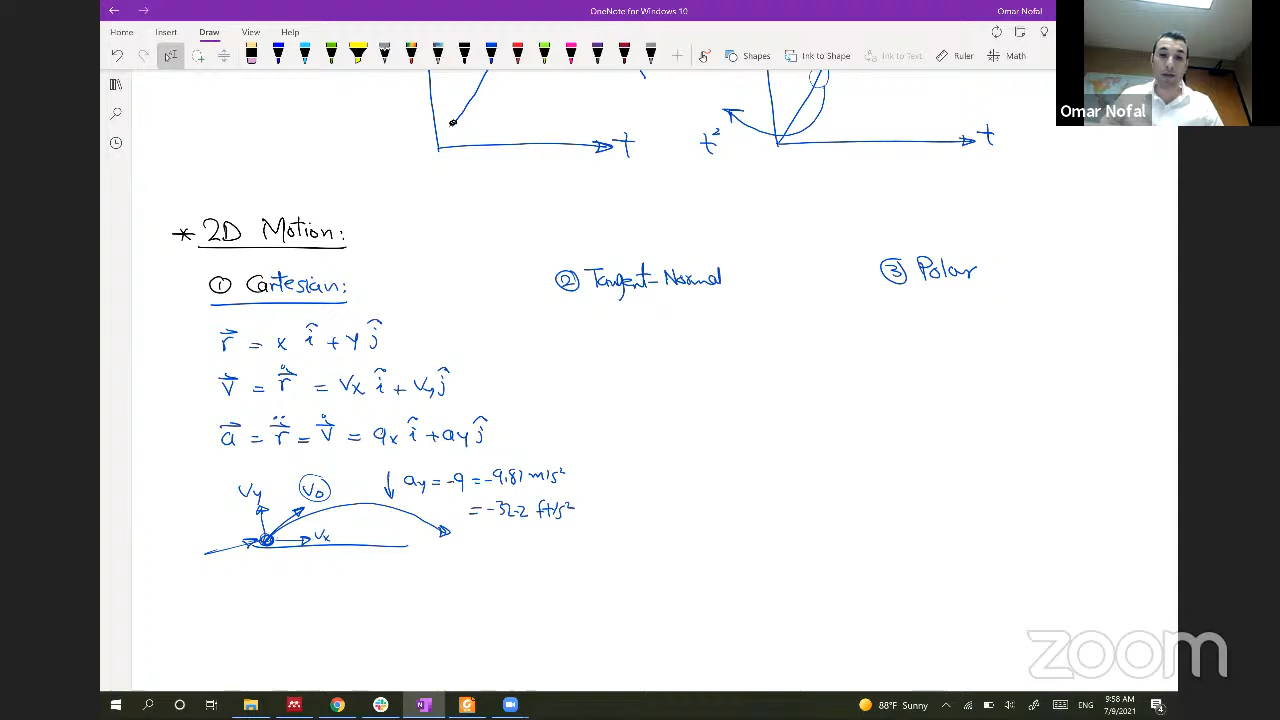 OneNote for Windows 10
Omar Nofal
Home Insert Draw View Help
Shapes Ink to Shape Ink to Text Ruler Math
Omar Nofal
t
t²
t
* 2D Motion:
① Cartesian:
② Tangent-Normal
③ Polar
r⃗ = x î + y ĵ
v⃗ = ṙ⃗ = Vx î + Vy ĵ
a⃗ = r̈⃗ = v̇⃗ = ax î + ay ĵ
Vy
V0
Vx
ay = -g = -9.81 m/s²
= -32.2 ft/s²
zoom
88°F Sunny
ENG
9:58 AM
7/9/2021
4